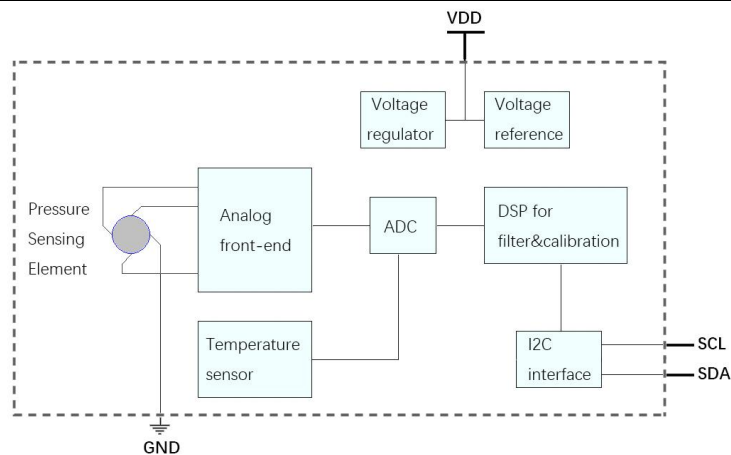 VDD
Voltage
regulator
Voltage
reference
Pressure
Sensing
Element
Analog
front-end
ADC
DSP for
filter&calibration
Temperature
sensor
I2C
interface
SCL
SDA
GND